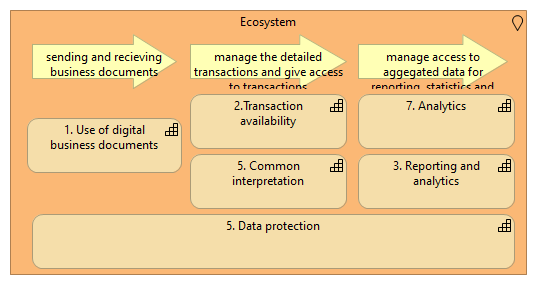 Ecosystem
sending and recieving
business documents
manage the detailed
transactions and give access
to transactions
manage access to
aggegated data for
reporting, statistics and
1. Use of digital
business documents
2.Transaction
availability
7. Analytics
5. Common
interpretation
3. Reporting and
analytics
5. Data protection